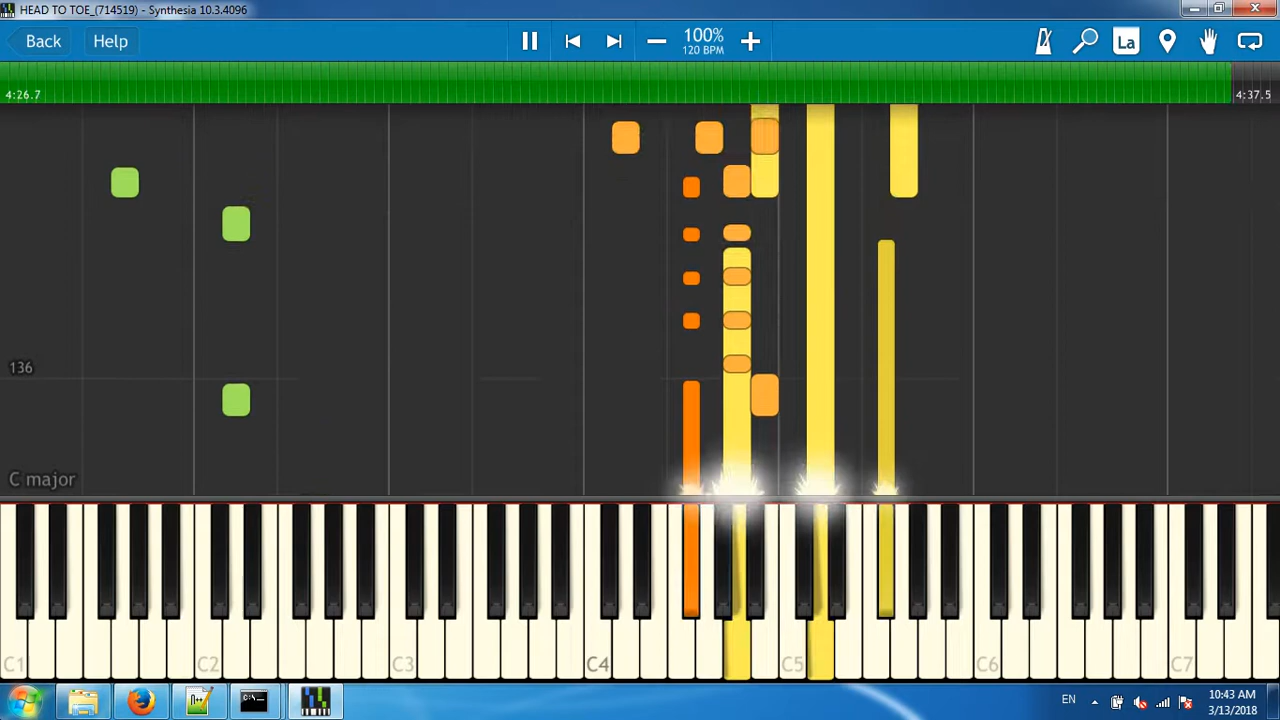 HEAD TO TOE_(714519) - Synthesia 10.3.4096
Back Help 100% La
120 BPM
4:26.7 4:37.5
136
C major
C1 C2 C3 C4 C5 C6 C7
EN 10:43 AM
3/13/2018